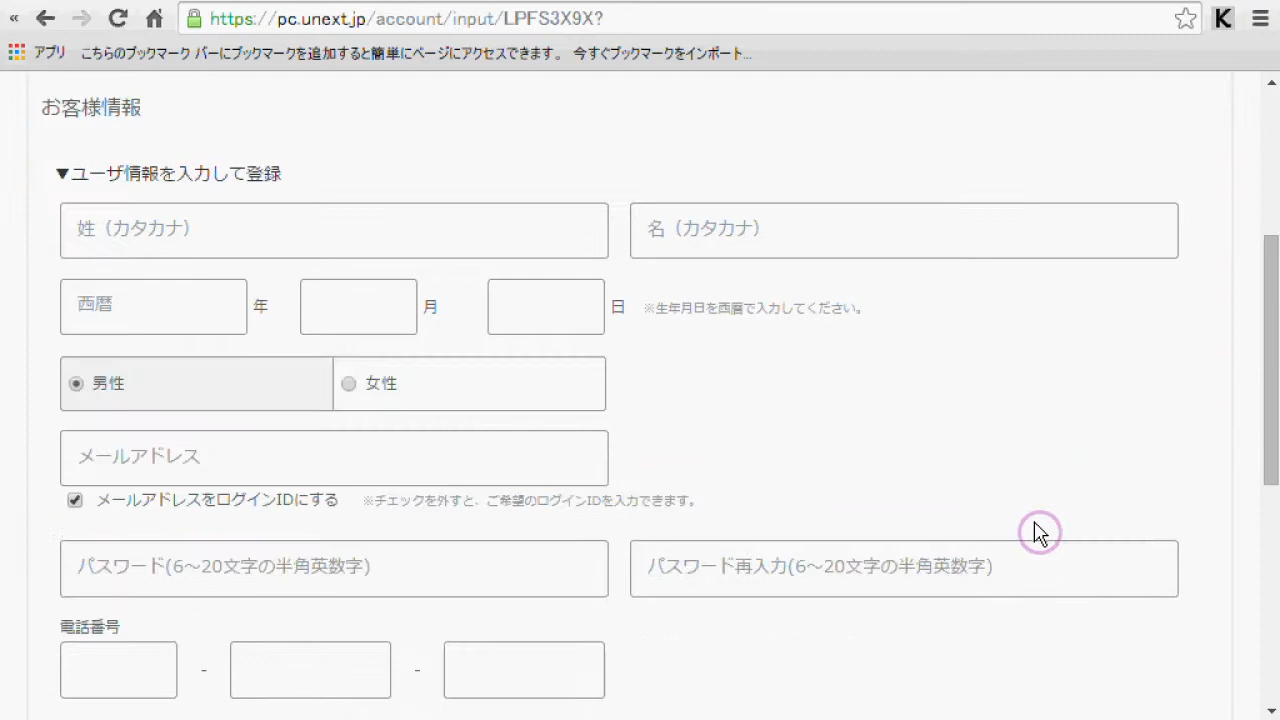 «
https://pc.unext.jp/account/input/LPFS3X9X?
K
アプリ こちらのブックマーク バーにブックマークを追加すると簡単にページにアクセスできます。 今すぐブックマークをインポート...
お客様情報
▼ユーザ情報を入力して登録
姓（カタカナ） 名（カタカナ）
西暦 年 月 日 ※生年月日を西暦で入力してください。
男性 女性
メールアドレス
メールアドレスをログインIDにする ※チェックを外すと、ご希望のログインIDを入力できます。
パスワード(6～20文字の半角英数字) パスワード再入力(6～20文字の半角英数字)
電話番号
- -